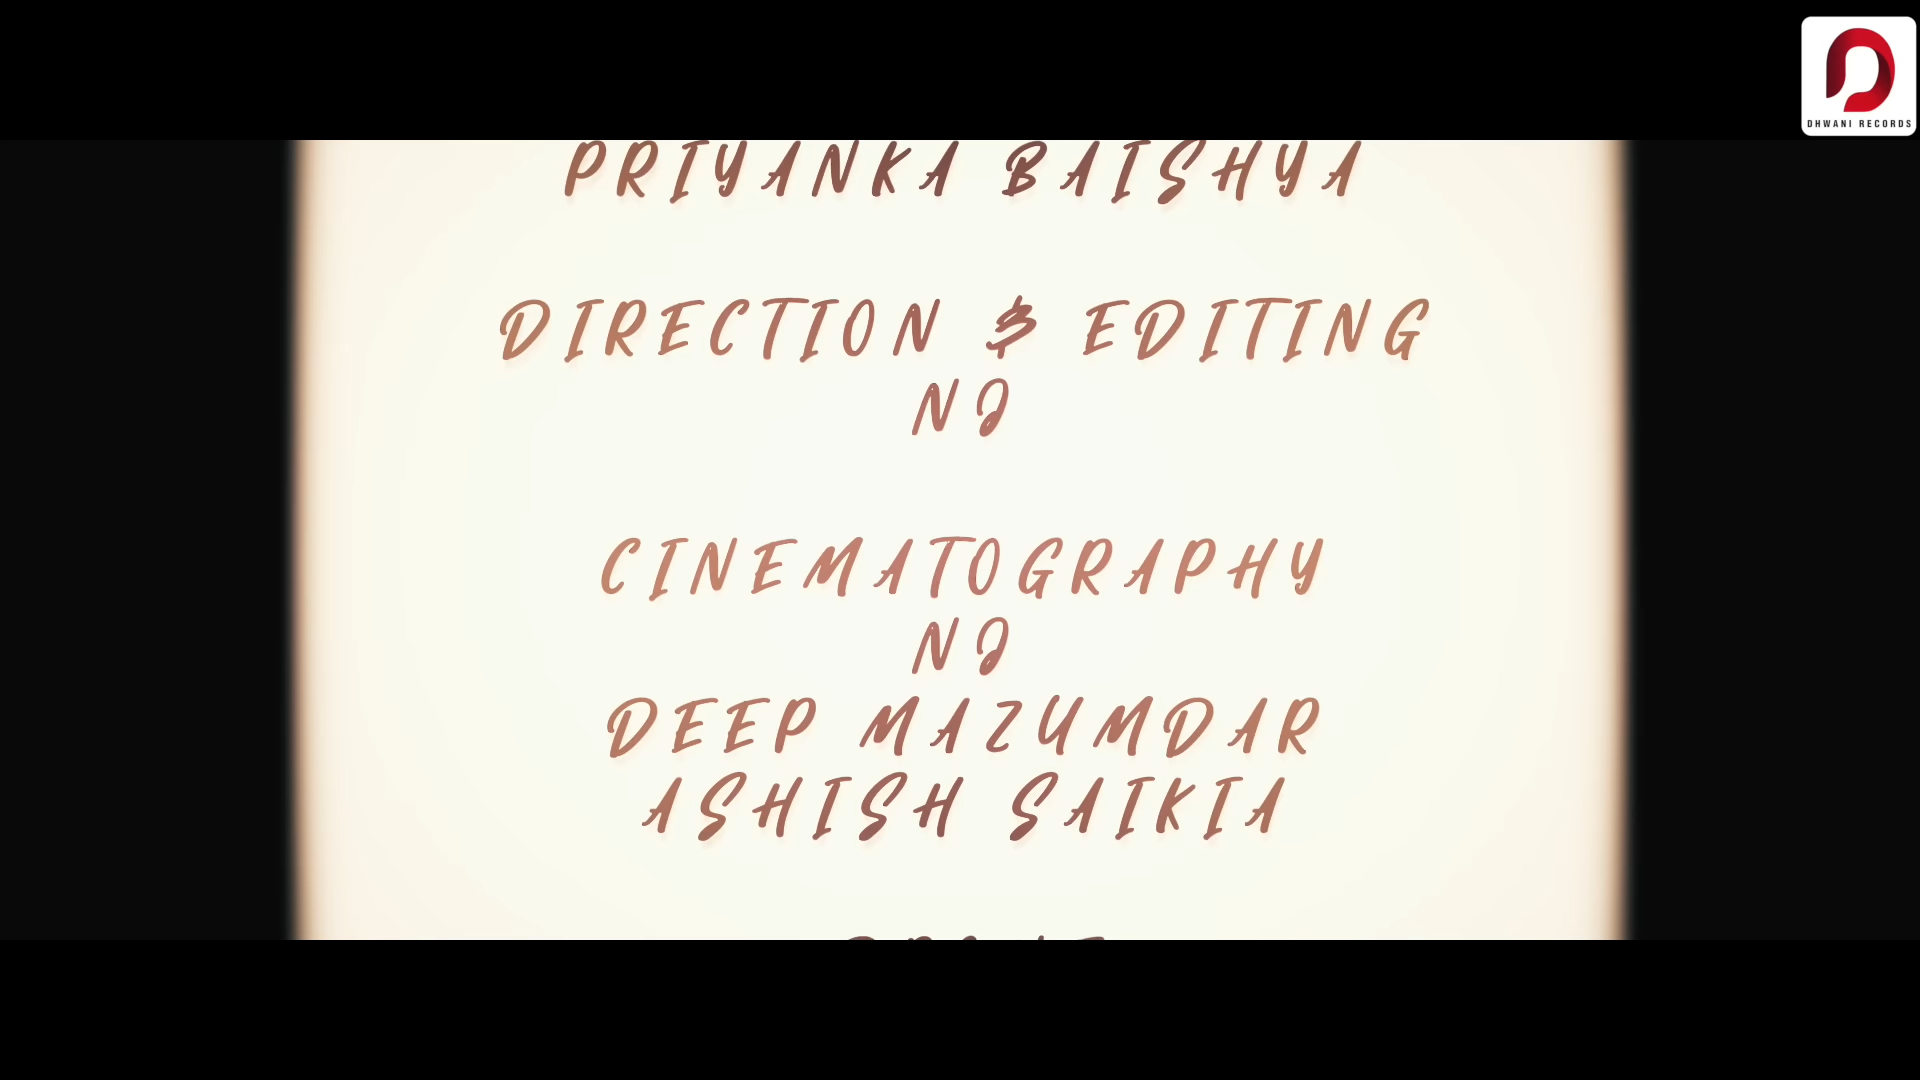 DHWANI RECORDS
PRIYANKA BAISHYA
DIRECTION & EDITING
NJ
CINEMATOGRAPHY
NJ
DEEP MAZUMDAR
ASHISH SAIKIA